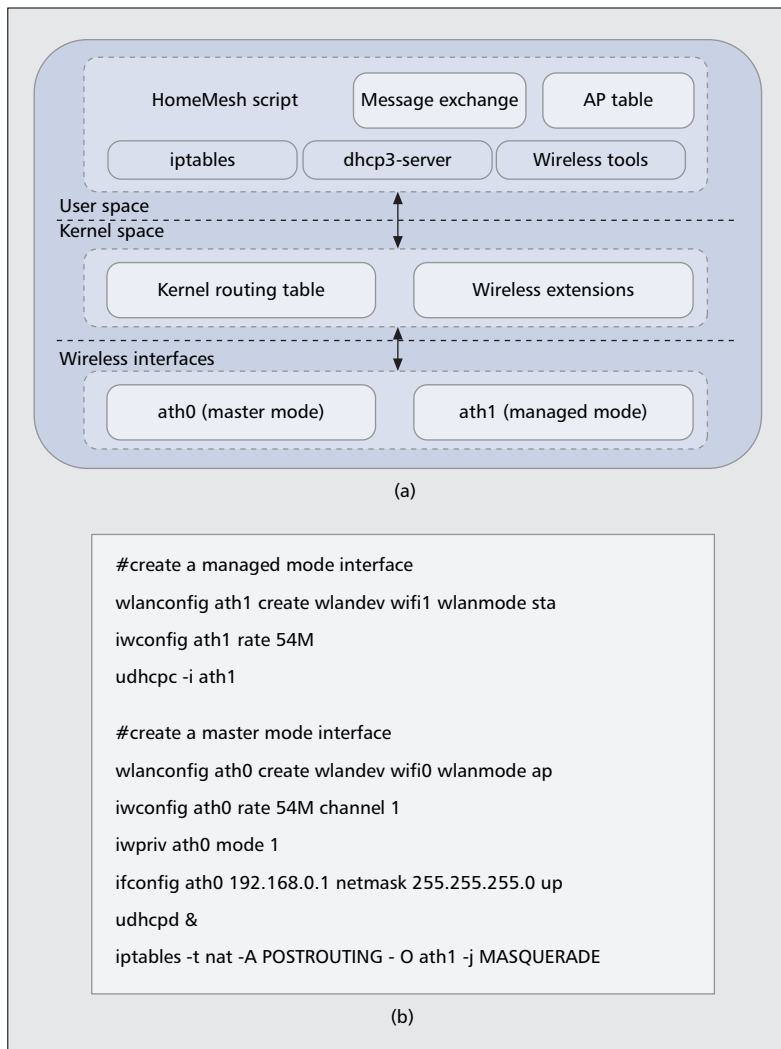 HomeMesh script
Message exchange
AP table
iptables
dhcp3-server
Wireless tools
User space
Kernel space
Kernel routing table
Wireless extensions
Wireless interfaces
ath0 (master mode)
ath1 (managed mode)
(a)
#create a managed mode interface
wlanconfig ath1 create wlandev wifi1 wlanmode sta
iwconfig ath1 rate 54M
udhcpc -i ath1
#create a master mode interface
wlanconfig ath0 create wlandev wifi0 wlanmode ap
iwconfig ath0 rate 54M channel 1
iwpriv ath0 mode 1
ifconfig ath0 192.168.0.1 netmask 255.255.255.0 up
udhcpd &
iptables -t nat -A POSTROUTING - O ath1 -j MASQUERADE
(b)